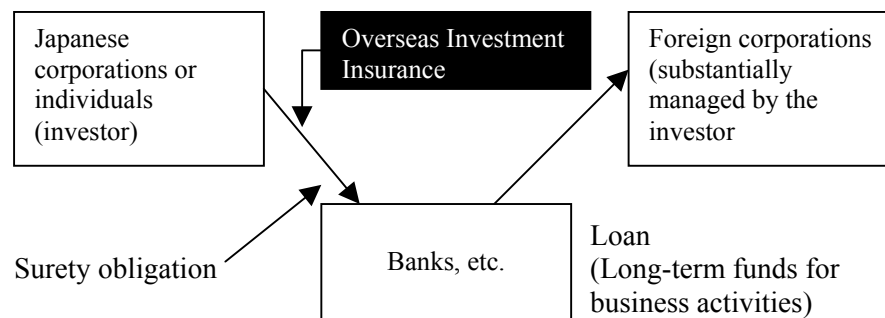 Japanese
corporations or
individuals
(investor)
Overseas Investment
Insurance
Foreign corporations
(substantially
managed by the
investor
Surety obligation
Banks, etc.
Loan
(Long-term funds for
business activities)